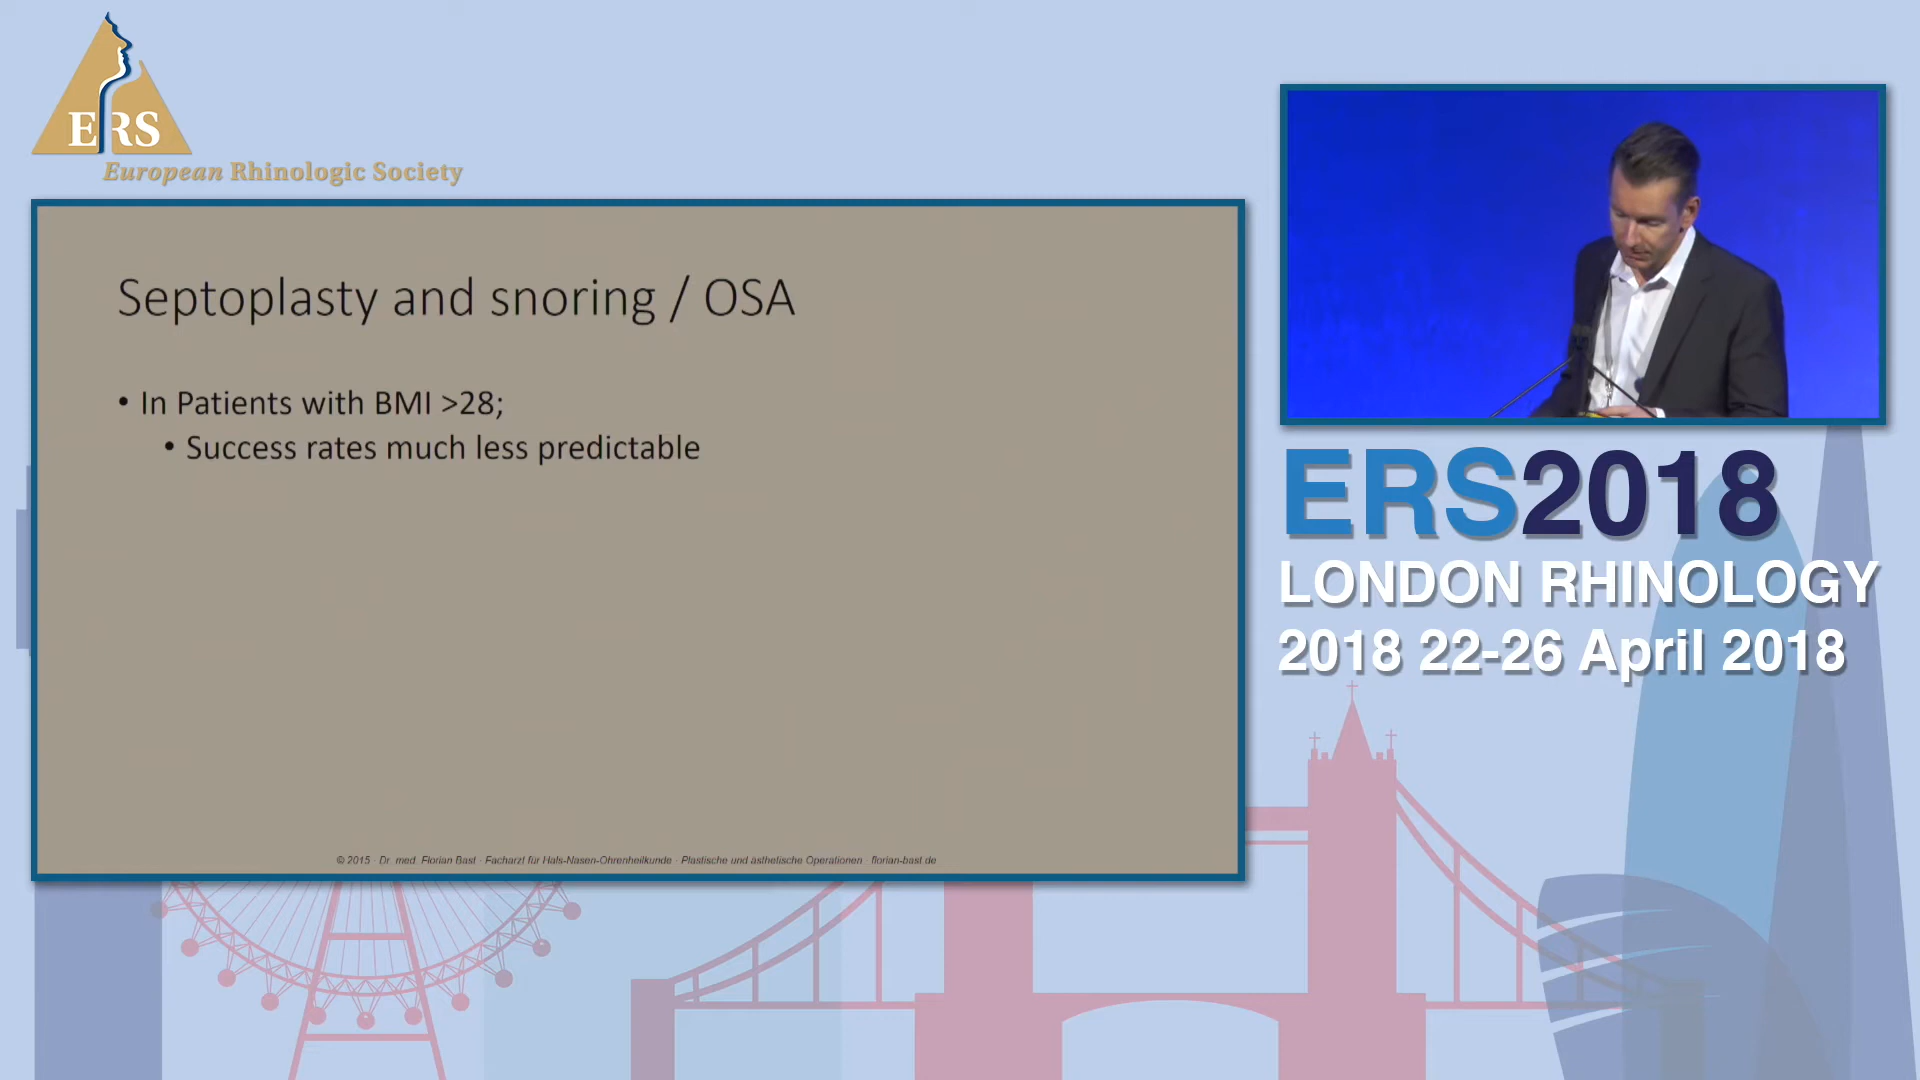 ERS
European Rhinologic Society
Septoplasty and snoring / OSA
• In Patients with BMI >28;
• Success rates much less predictable
© 2015 · Dr. med. Florian Bast · Facharzt für Hals-Nasen-Ohrenheilkunde · Plastische und ästhetische Operationen · florian-bast.de
ERS2018
LONDON RHINOLOGY
2018 22-26 April 2018